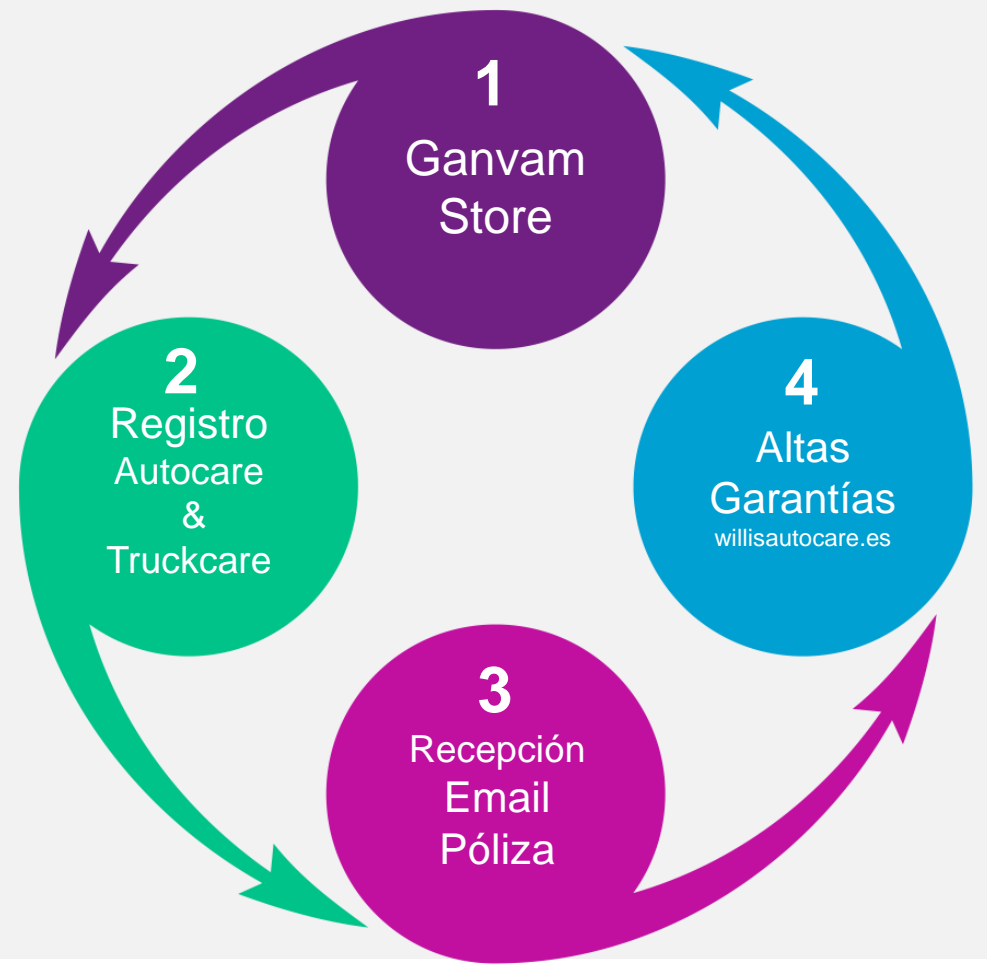 1
Ganvam
Store
2
Registro
Autocare
&
Truckcare
3
Recepción
Email
Póliza
4
Altas
Garantías
willisautocare.es